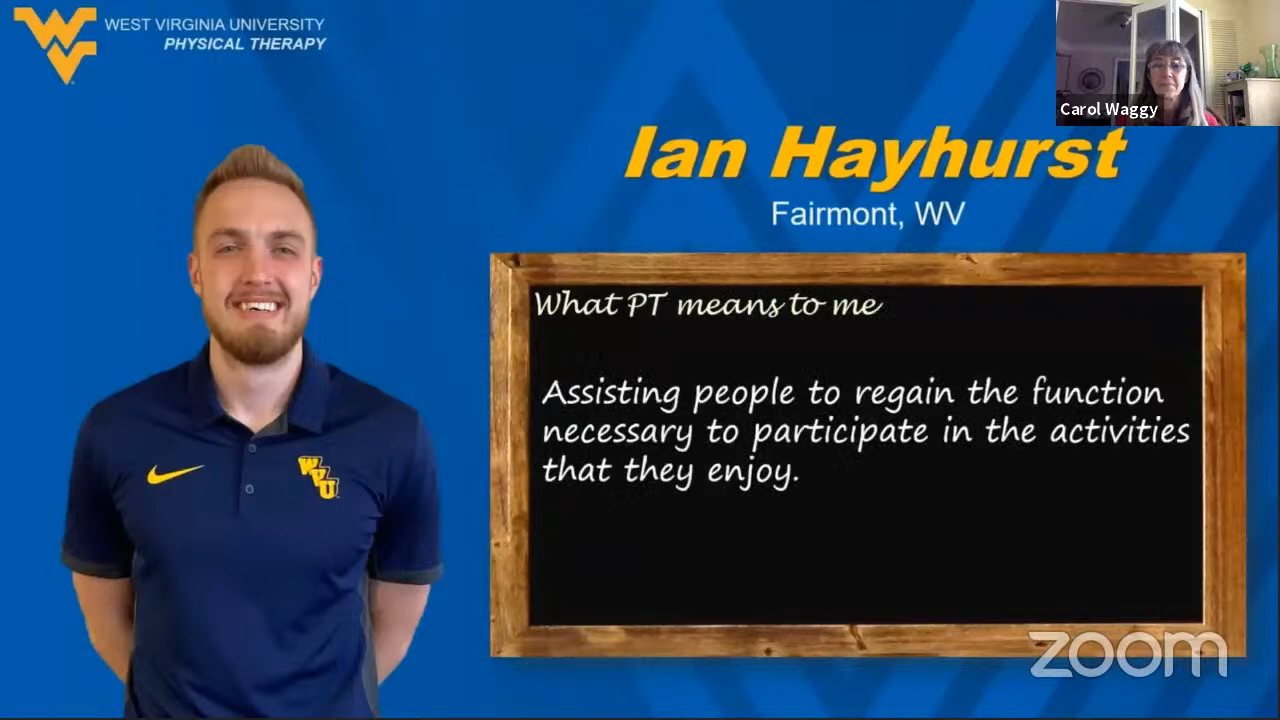 WEST VIRGINIA UNIVERSITY
PHYSICAL THERAPY
Carol Waggy
Ian Hayhurst
Fairmont, WV
What PT means to me
Assisting people to regain the function
necessary to participate in the activities
that they enjoy.
WVU
zoom